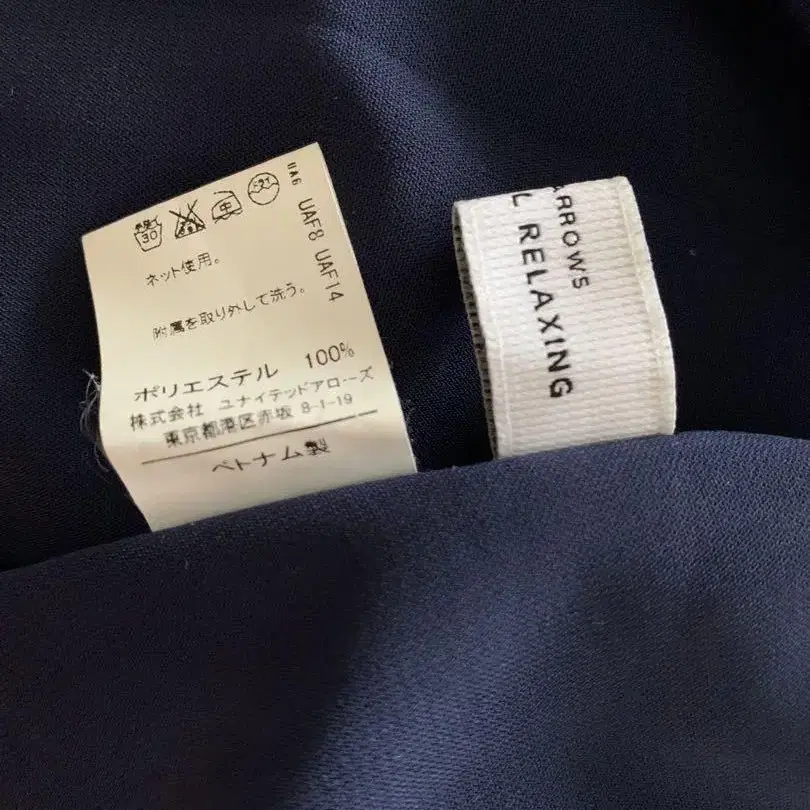 30
中
UA6 UAF8 UAF14
ネット使用。
附属を取り外して洗う。
ポリエステル 100%
株式会社 ユナイテッドアローズ
東京都港区赤坂 8-1-19
ベトナム製
ARROWS
L RELAXING